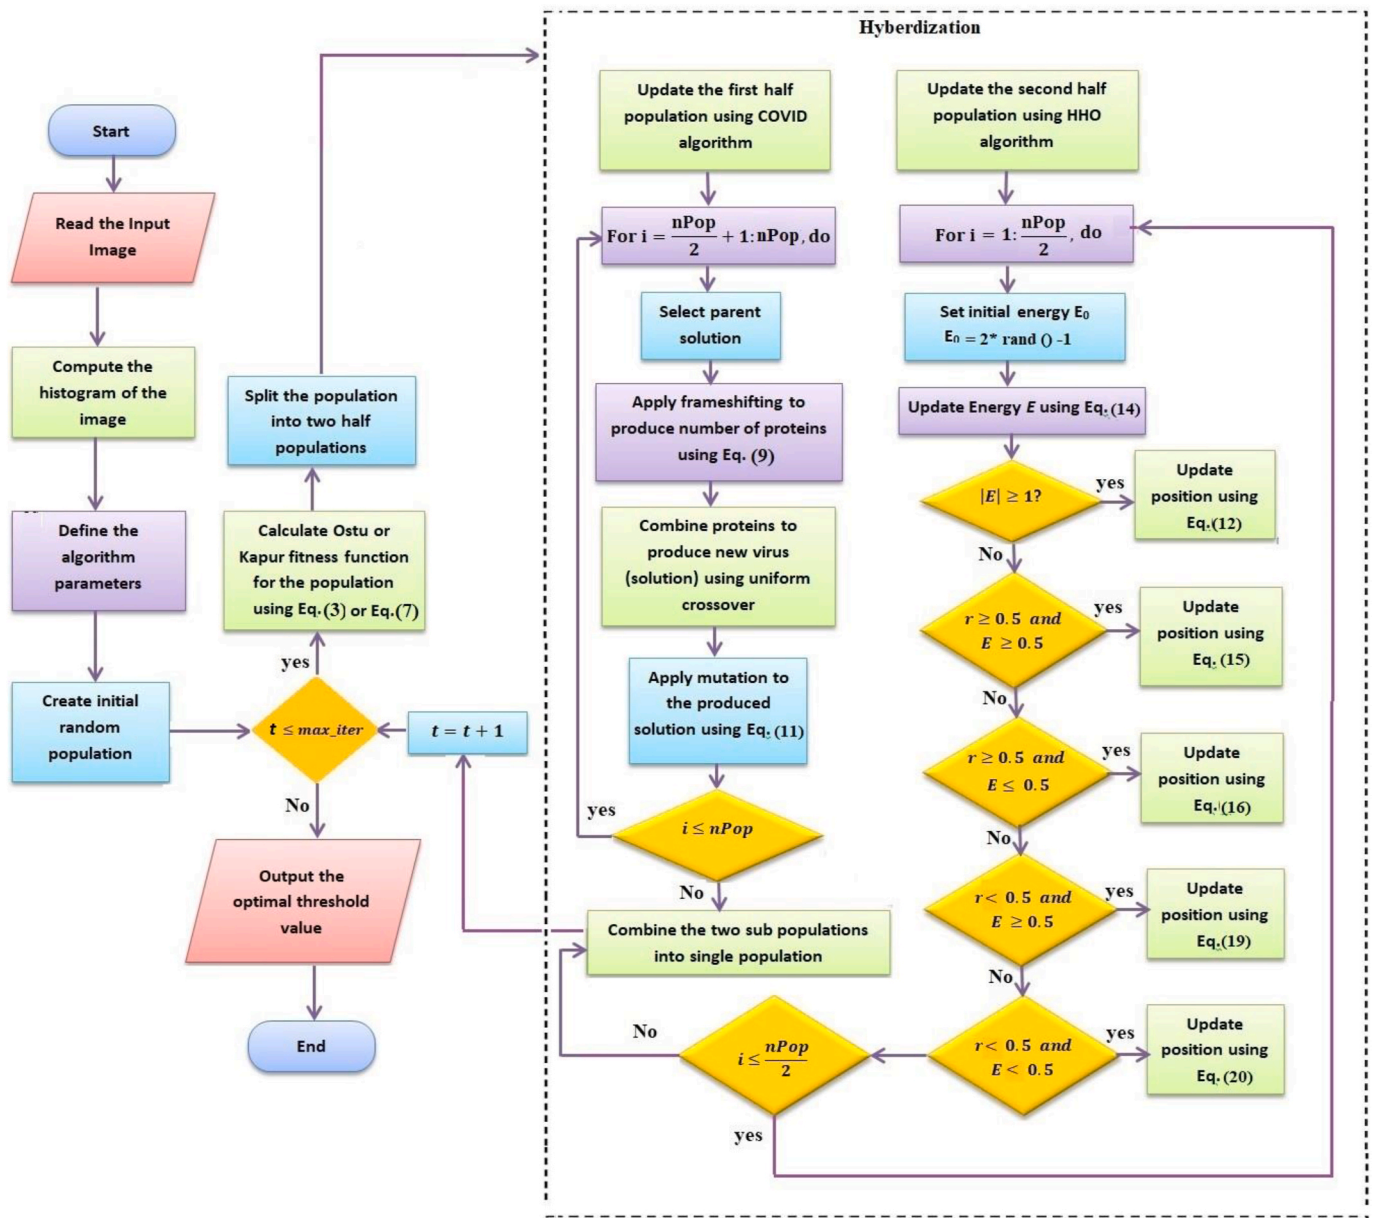 Hyberdization
Start
Read the Input
Image
Compute the
histogram of the
image
Define the
algorithm
parameters
Create initial
random
population
t ≤ max_iter
yes
No
Calculate Ostu or
Kapur fitness function
for the population
using Eq.(3) or Eq.(7)
Split the population
into two half
populations
t = t + 1
Output the
optimal threshold
value
End
Update the first half
population using COVID
algorithm
For i = nPop/2 + 1:nPop, do
Select parent
solution
Apply frameshifting to
produce number of proteins
using Eq. (9)
Combine proteins to
produce new virus
(solution) using uniform
crossover
Apply mutation to
the produced
solution using Eq. (11)
i ≤ nPop
yes
No
Combine the two sub populations
into single population
Update the second half
population using HHO
algorithm
For i = 1: nPop/2, do
Set initial energy E₀
E₀ = 2* rand () -1
Update Energy E using Eq. (14)
|E| ≥ 1?
yes
Update
position using
Eq.(12)
No
r ≥ 0.5 and
E ≥ 0.5
yes
Update
position using
Eq. (15)
No
r ≥ 0.5 and
E ≤ 0.5
yes
Update
position using
Eq. (16)
No
r < 0.5 and
E ≥ 0.5
yes
Update
position using
Eq.(19)
No
r < 0.5 and
E < 0.5
yes
Update
position using
Eq. (20)
i ≤ nPop/2
No
yes